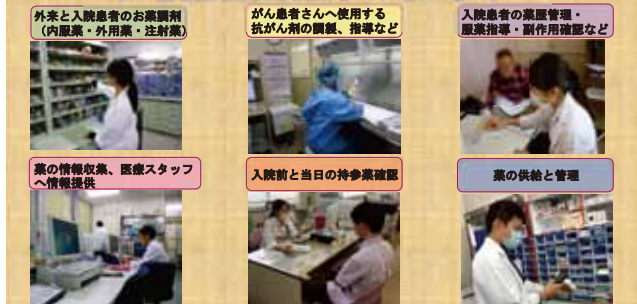 外来と入院患者のお薬調剤
（内服薬・外用薬・注射薬）
がん患者さんへ使用する
抗がん剤の調製、指導など
入院患者の薬歴管理・
服薬指導・副作用確認など
薬の情報収集、医療スタッフ
へ情報提供
入院前と当日の持参薬確認
薬の供給と管理